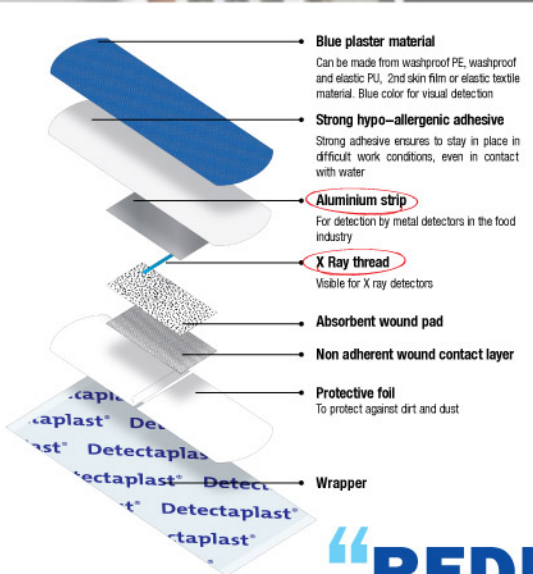 Blue plaster material
Can be made from washproof PE, washproof
and elastic PU, 2nd skin film or elastic textile
material. Blue color for visual detection
Strong hypo-allergenic adhesive
Strong adhesive ensures to stay in place in
difficult work conditions, even in contact
with water
Aluminium strip
For detection by metal detectors in the food
industry
X Ray thread
Visible for X ray detectors
Absorbent wound pad
Non adherent wound contact layer
Protective foil
To protect against dirt and dust
Wrapper
Detectaplast®
Detectaplast®
“